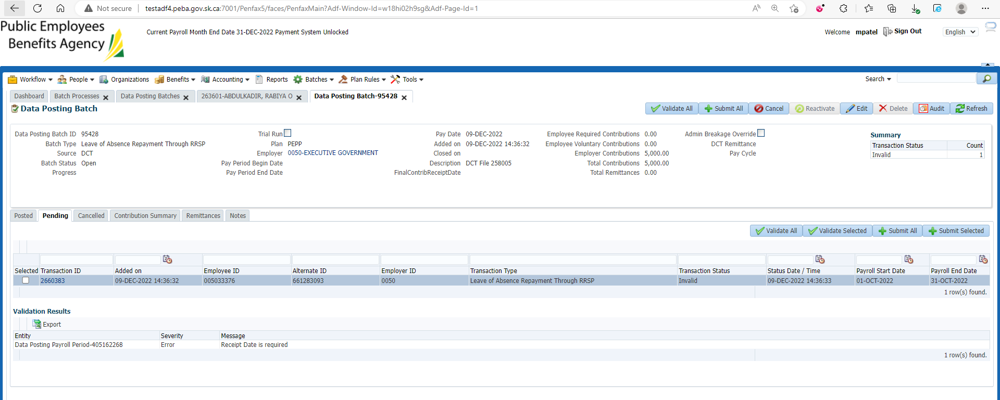 Not secure testadf4.peba.gov.sk.ca:7001/Penfax5/faces/PenfaxMain?Adf-Window-Id=w18hi02h9sg&Adf-Page-Id=1
Public Employees
Benefits Agency
Current Payroll Month End Date 31-DEC-2022 Payment System Unlocked
Welcome mpatel Sign Out English
Workflow People Organizations Benefits Accounting Reports Batches Plan Rules Tools Search
Dashboard Batch Processes Data Posting Batches 263601-ABDULKADIR, RABIYA O Data Posting Batch-95428
Data Posting Batch Validate All Submit All Cancel Reactivate Edit Delete Audit Refresh
Data Posting Batch ID 95428 Trial Run Pay Date 09-DEC-2022 Employee Required Contributions 0.00 Admin Breakage Override Summary
Batch Type Leave of Absence Repayment Through RRSP Plan PEPP Added on 09-DEC-2022 14:36:32 Employee Voluntary Contributions 0.00 DCT Remittance Transaction Status Count
Source DCT Employer 0050-EXECUTIVE GOVERNMENT Closed on Employer Contributions 5,000.00 Pay Cycle Invalid 1
Batch Status Open Pay Period Begin Date Description DCT File 258005 Total Contributions 5,000.00
Progress Pay Period End Date FinalContribReceiptDate Total Remittances 0.00
Posted Pending Cancelled Contribution Summary Remittances Notes
Validate All Validate Selected Submit All Submit Selected
Selected Transaction ID Added on Employee ID Alternate ID Employer ID Transaction Type Transaction Status Status Date / Time Payroll Start Date Payroll End Date
2660383 09-DEC-2022 14:36:32 005033376 661283093 0050 Leave of Absence Repayment Through RRSP Invalid 09-DEC-2022 14:36:33 01-OCT-2022 31-OCT-2022
1 row(s) found.
Validation Results
Export
Entity Severity Message
Data Posting Payroll Period-405162268 Error Receipt Date is required
1 row(s) found.